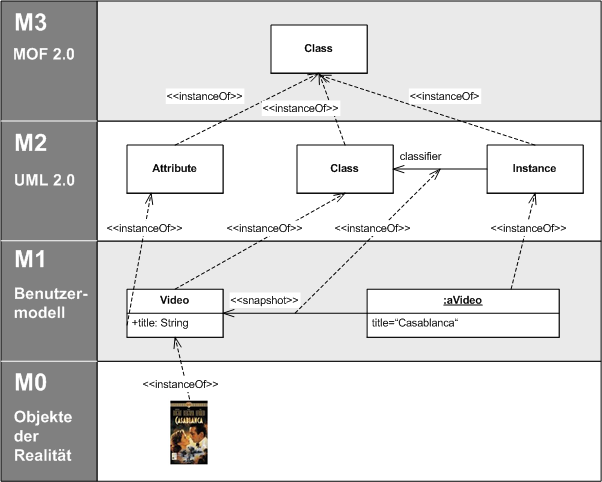 M3
MOF 2.0
Class
<<instanceOf>>
<<instanceOf>>
<<instanceOf>
M2
UML 2.0
Attribute
Class
classifier
Instance
<<instanceOf>>
<<instanceOf>>
<<instanceOf>>
<<instanceOf>>
M1
Benutzer-
modell
Video
+title: String
<<snapshot>>
:aVideo
title="Casablanca“
M0
Objekte
der
Realität
<<instanceOf>>
CASABLANCA